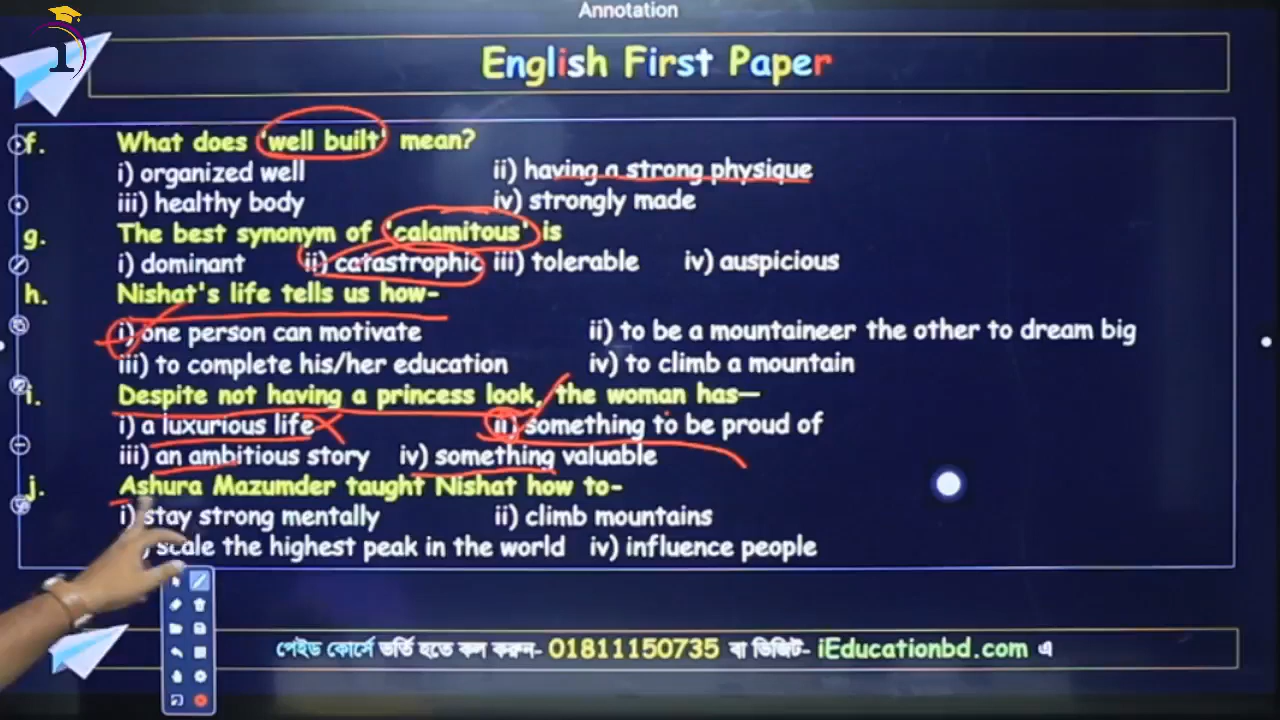 Annotation
English First Paper
f. What does 'well built' mean?
i) organized well ii) having a strong physique
iii) healthy body iv) strongly made
g. The best synonym of 'calamitous' is
i) dominant ii) catastrophic iii) tolerable iv) auspicious
h. Nishat's life tells us how-
i) one person can motivate ii) to be a mountaineer the other to dream big
iii) to complete his/her education iv) to climb a mountain
i. Despite not having a princess look, the woman has—
i) a luxurious life ii) something to be proud of
iii) an ambitious story iv) something valuable
j. Ashura Mazumder taught Nishat how to-
i) stay strong mentally ii) climb mountains
scale the highest peak in the world iv) influence people
পেইড কোর্সে ভর্তি হতে কল করুন- 01811150735 বা ভিজিট- iEducationbd.com এ